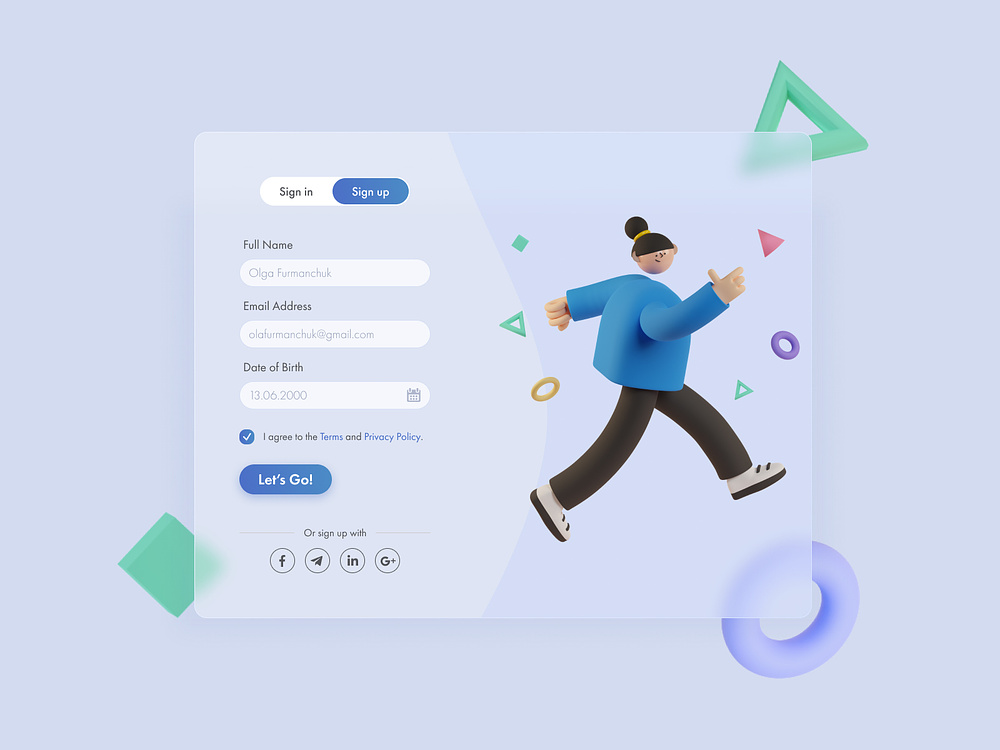 Sign in
Sign up
Full Name
Olga Furmanchuk
Email Address
olafurmanchuk@gmail.com
Date of Birth
13.06.2000
I agree to the Terms and Privacy Policy.
Let's Go!
Or sign up with
f
in
G+